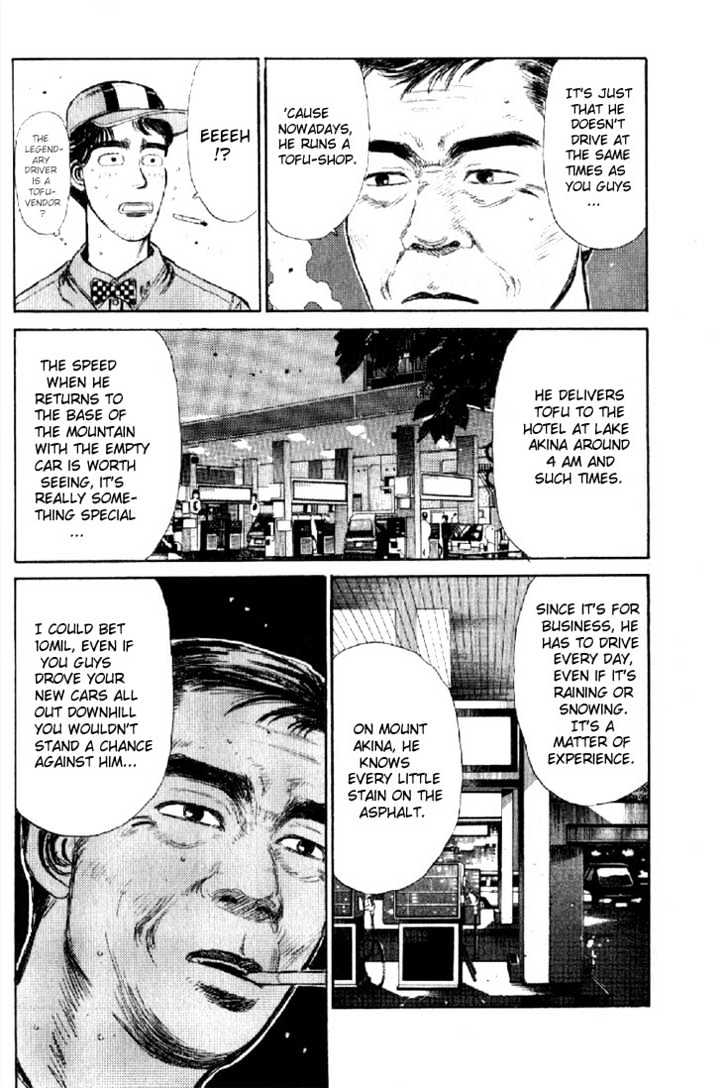 IT'S JUST
THAT HE
DOESN'T
DRIVE AT
THE SAME
TIMES AS
YOU GUYS
...
'CAUSE
NOWADAYS,
HE RUNS A
TOFU-SHOP.
EEEEH
!?
THE
LEGEND-
ARY
DRIVER
IS A
TOFU-
VENDOR
?
HE DELIVERS
TOFU TO THE
HOTEL AT LAKE
AKINA AROUND
4 AM AND
SUCH TIMES.
THE SPEED
WHEN HE
RETURNS TO
THE BASE OF
THE MOUNTAIN
WITH THE EMPTY
CAR IS WORTH
SEEING, IT'S
REALLY SOME-
THING SPECIAL
...
SINCE IT'S FOR
BUSINESS, HE
HAS TO DRIVE
EVERY DAY,
EVEN IF IT'S
RAINING OR
SNOWING.
IT'S A
MATTER OF
EXPERIENCE.
ON MOUNT
AKINA, HE
KNOWS
EVERY LITTLE
STAIN ON THE
ASPHALT.
I COULD BET
10MIL, EVEN IF
YOU GUYS
DROVE YOUR
NEW CARS ALL
OUT DOWNHILL
YOU WOULDN'T
STAND A CHANCE
AGAINST HIM...